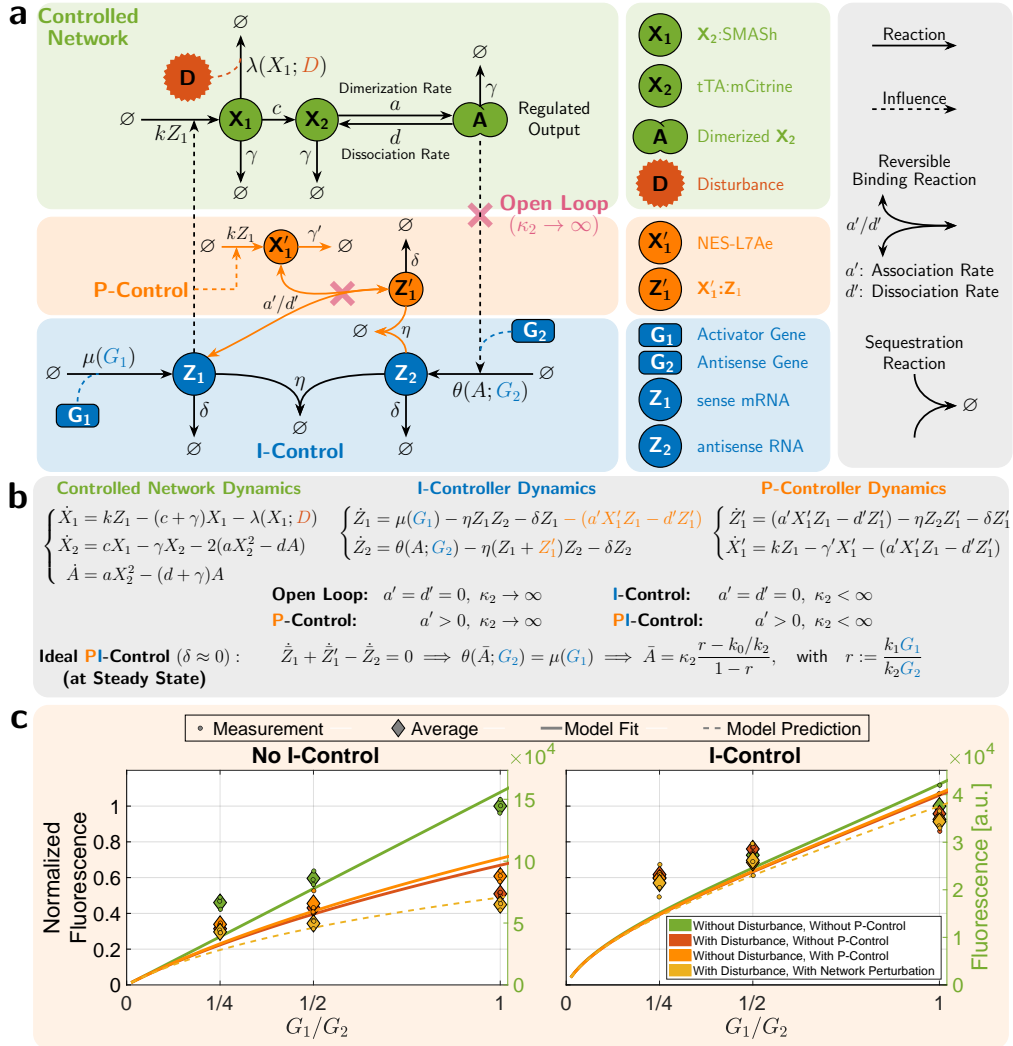 a
Controlled Network
D
λ(X₁; D)
∅
∅
kZ₁
X₁
c
X₂
Dimerization Rate
a
d
Dissociation Rate
A
γ
Regulated Output
γ
γ
∅
∅
Open Loop
(κ₂ → ∞)
∅
kZ₁
X′₁
γ′
∅
∅
δ
Z′₁
P-Control
a′/d′
∅
η
G₂
∅
μ(G₁)
Z₁
η
Z₂
θ(A; G₂)
∅
G₁
δ
∅
δ
∅
∅
I-Control
X₁ X₂:SMASh
X₂ tTA:mCitrine
A Dimerized X₂
D Disturbance
X′₁ NES-L7Ae
Z′₁ X′₁:Z₁
G₁ Activator Gene
G₂ Antisense Gene
Z₁ sense mRNA
Z₂ antisense RNA
Reaction
Influence
Reversible
Binding Reaction
a′/d′
a′: Association Rate
d′: Dissociation Rate
Sequestration
Reaction
∅
b
Controlled Network Dynamics
Ẋ₁ = kZ₁ − (c + γ)X₁ − λ(X₁; D)
Ẋ₂ = cX₁ − γX₂ − 2(aX₂² − dA)
Ȧ = aX₂² − (d + γ)A
I-Controller Dynamics
Ż₁ = μ(G₁) − ηZ₁Z₂ − δZ₁ − (a′X′₁Z₁ − d′Z′₁)
Ż₂ = θ(A; G₂) − η(Z₁ + Z′₁)Z₂ − δZ₂
P-Controller Dynamics
Ż′₁ = (a′X′₁Z₁ − d′Z′₁) − ηZ₂Z′₁ − δZ′₁
Ẋ′₁ = kZ₁ − γ′X′₁ − (a′X′₁Z₁ − d′Z′₁)
Open Loop: a′ = d′ = 0, κ₂ → ∞ I-Control: a′ = d′ = 0, κ₂ < ∞
P-Control: a′ > 0, κ₂ → ∞ PI-Control: a′ > 0, κ₂ < ∞
Ideal PI-Control (δ ≈ 0) : Ż̄₁ + Ż̄′₁ − Ż̄₂ = 0 ⟹ θ(Ā; G₂) = μ(G₁) ⟹ Ā = κ₂ (r − k₀/k₂)/(1 − r), with r := k₁G₁/k₂G₂
(at Steady State)
c
Measurement Average Model Fit Model Prediction
No I-Control
×10⁴
Normalized Fluorescence
1
0.8
0.6
0.4
0.2
0
15
10
5
0
0 1/4 1/2 1
G₁/G₂
I-Control
×10⁴
4
3
2
1
0
Fluorescence [a.u.]
Without Disturbance, Without P-Control
With Disturbance, Without P-Control
Without Disturbance, With P-Control
With Disturbance, With Network Perturbation
0 1/4 1/2 1
G₁/G₂